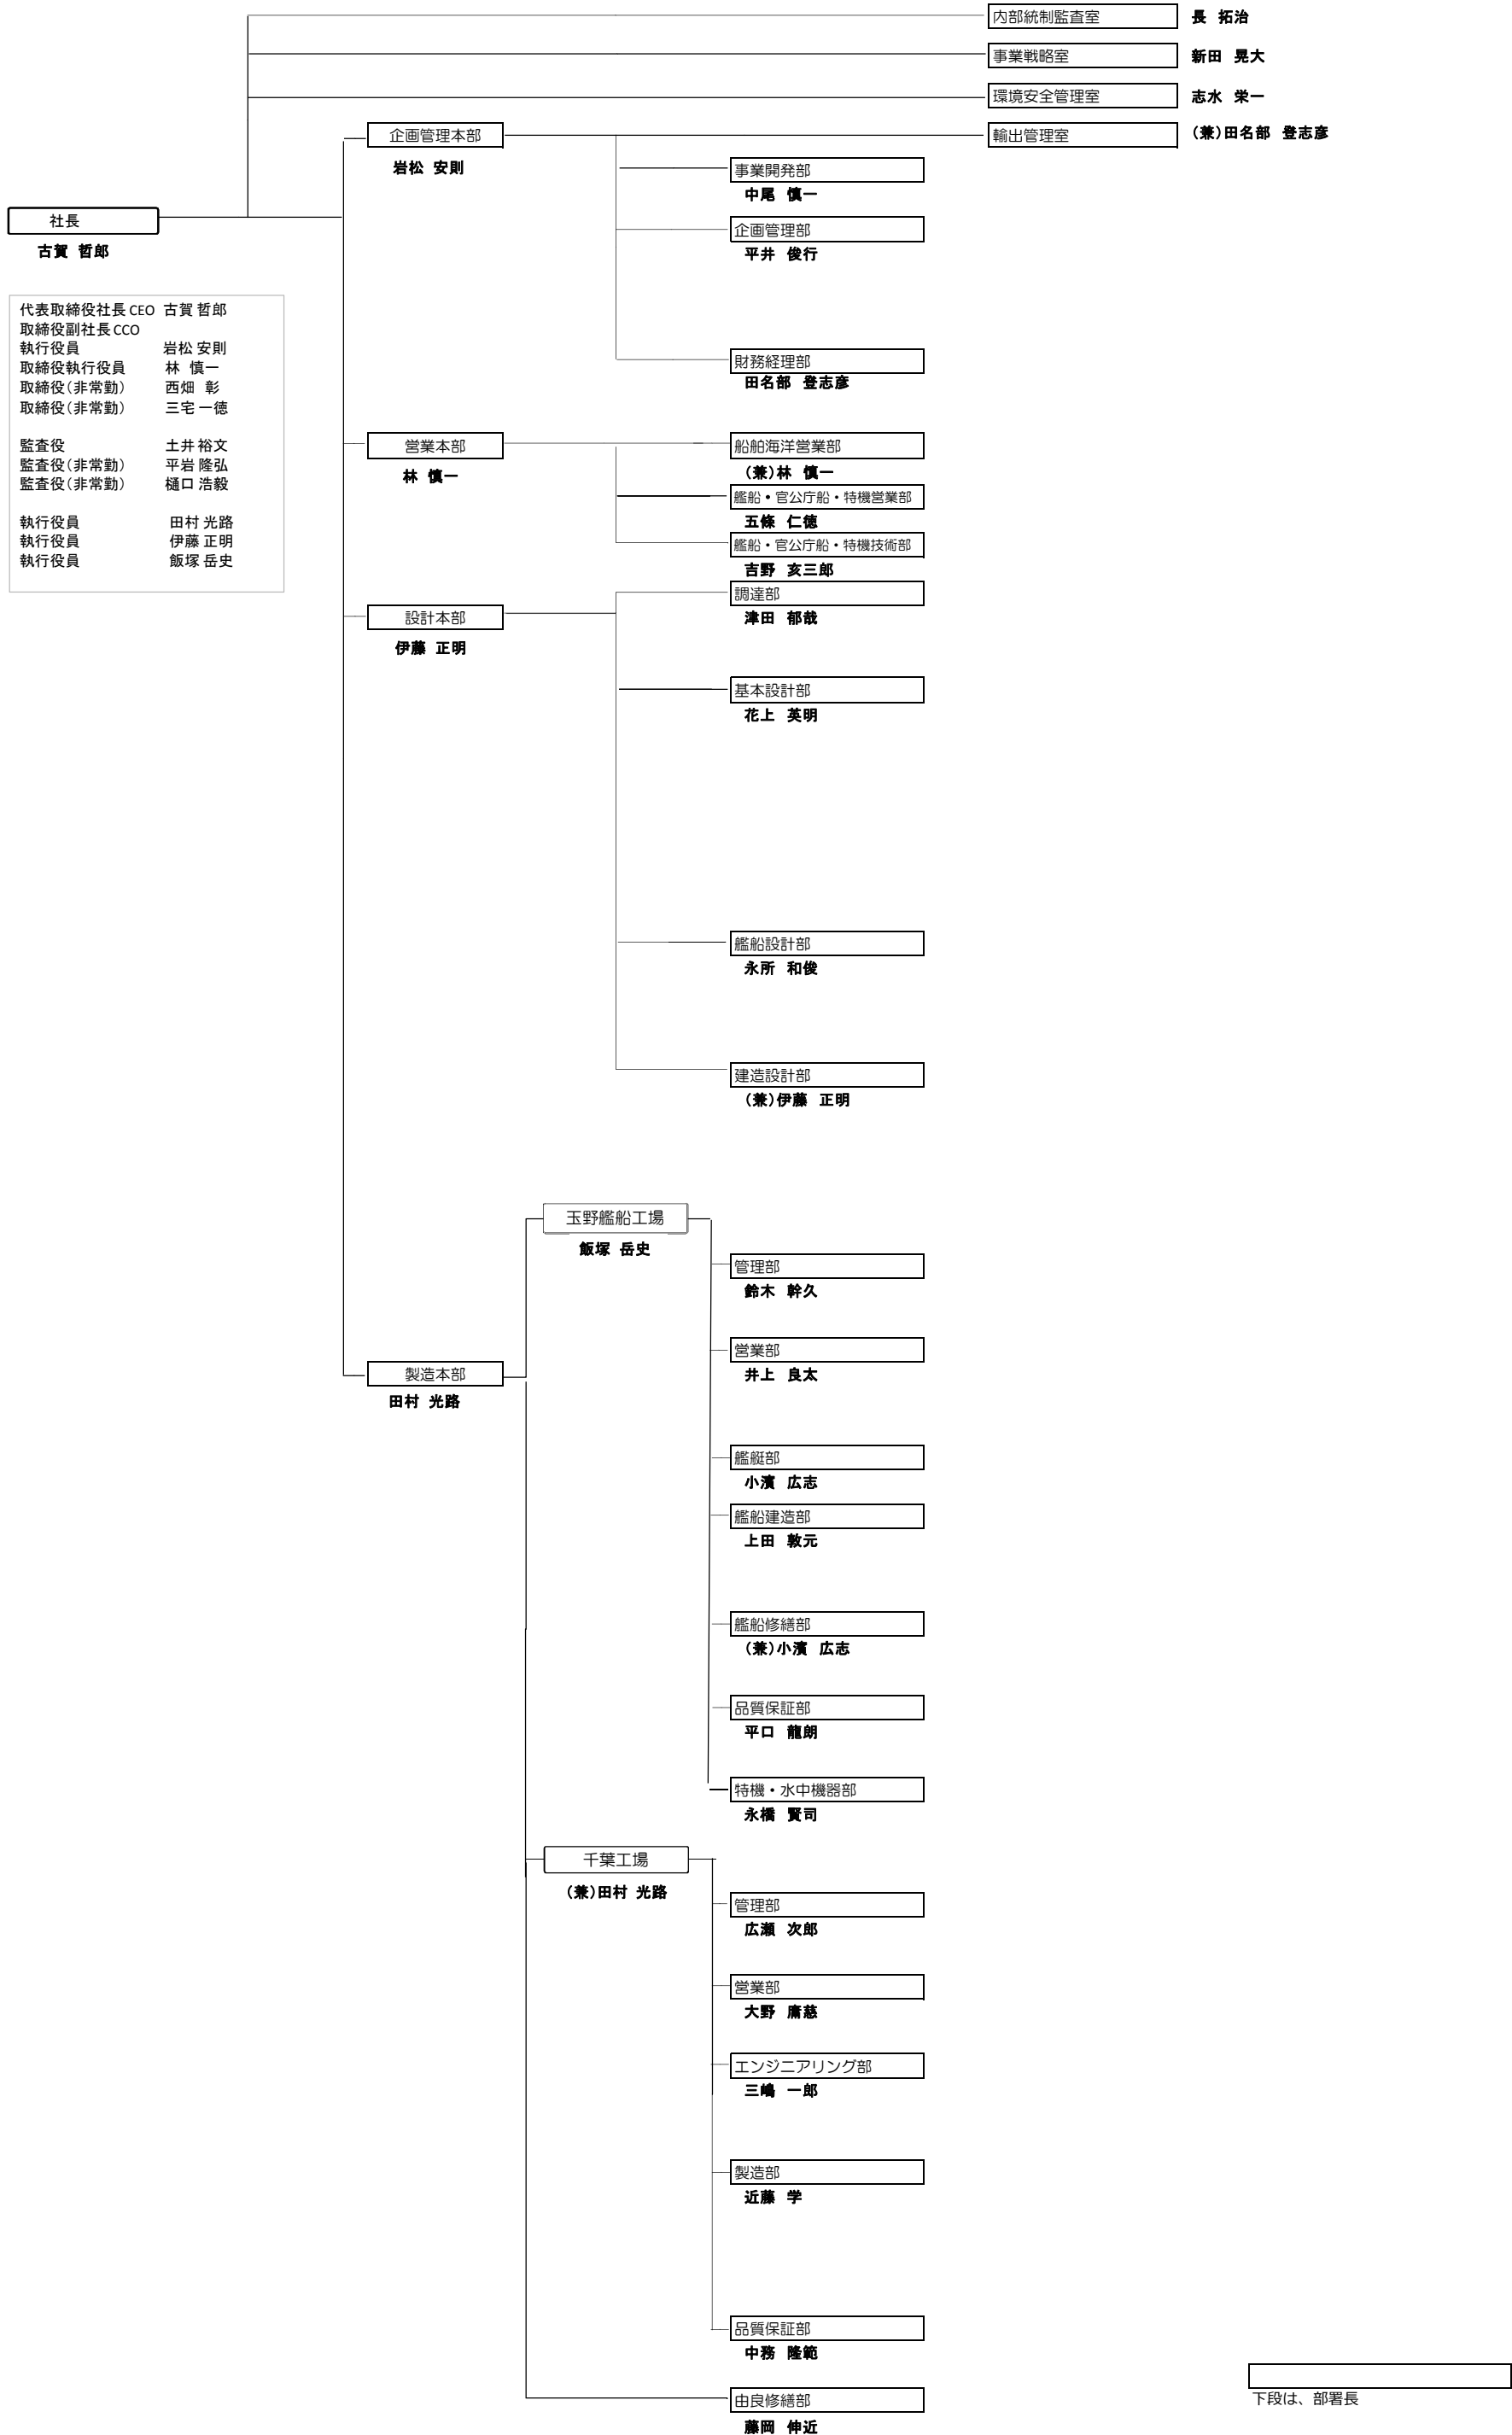 内部統制監査室 長 拓治
事業戦略室 新田 晃大
環境安全管理室 志水 栄一
輸出管理室 （兼）田名部 登志彦
企画管理本部
岩松 安則
事業開発部
中尾 慎一
社長
古賀 哲郎
企画管理部
平井 俊行
代表取締役社長 CEO 古賀 哲郎
取締役副社長 CCO
執行役員 岩松 安則
取締役執行役員 林 慎一
取締役（非常勤） 西畑 彰
取締役（非常勤） 三宅 一徳
監査役 土井 裕文
監査役（非常勤） 平岩 隆弘
監査役（非常勤） 樋口 浩毅
執行役員 田村 光路
執行役員 伊藤 正明
執行役員 飯塚 岳史
財務経理部
田名部 登志彦
営業本部
林 慎一
船舶海洋営業部
（兼）林 慎一
艦船・官公庁船・特機営業部
五條 仁徳
艦船・官公庁船・特機技術部
吉野 亥三郎
設計本部
伊藤 正明
調達部
津田 郁哉
基本設計部
花上 英明
艦船設計部
永所 和俊
建造設計部
（兼）伊藤 正明
製造本部
田村 光路
玉野艦船工場
飯塚 岳史
管理部
鈴木 幹久
営業部
井上 良太
艦艇部
小濱 広志
艦船建造部
上田 敦元
艦船修繕部
（兼）小濱 広志
品質保証部
平口 龍朗
特機・水中機器部
永橋 賢司
千葉工場
（兼）田村 光路
管理部
広瀬 次郎
営業部
大野 庸慈
エンジニアリング部
三嶋 一郎
製造部
近藤 学
品質保証部
中務 隆範
由良修繕部
藤岡 伸近
下段は、部署長